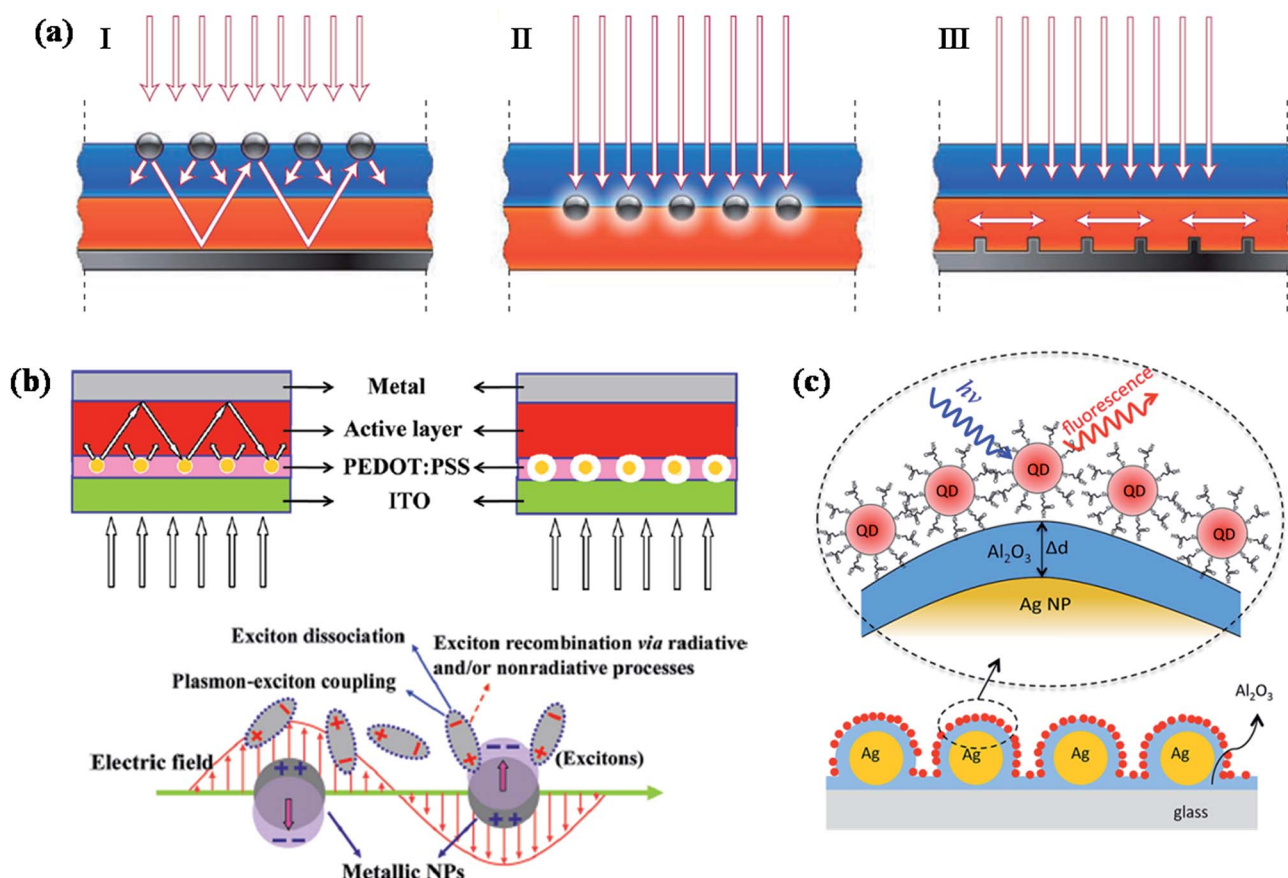 (a) I II III
(b)
Metal
Active layer
PEDOT:PSS
ITO
Exciton dissociation
Exciton recombination via radiative
and/or nonradiative processes
Plasmon-exciton coupling
Electric field
(Excitons)
Metallic NPs
(c)
hν
fluorescence
QD
QD QD
QD QD
Al₂O₃ Δd
Ag NP
Al₂O₃
Ag Ag Ag Ag
glass